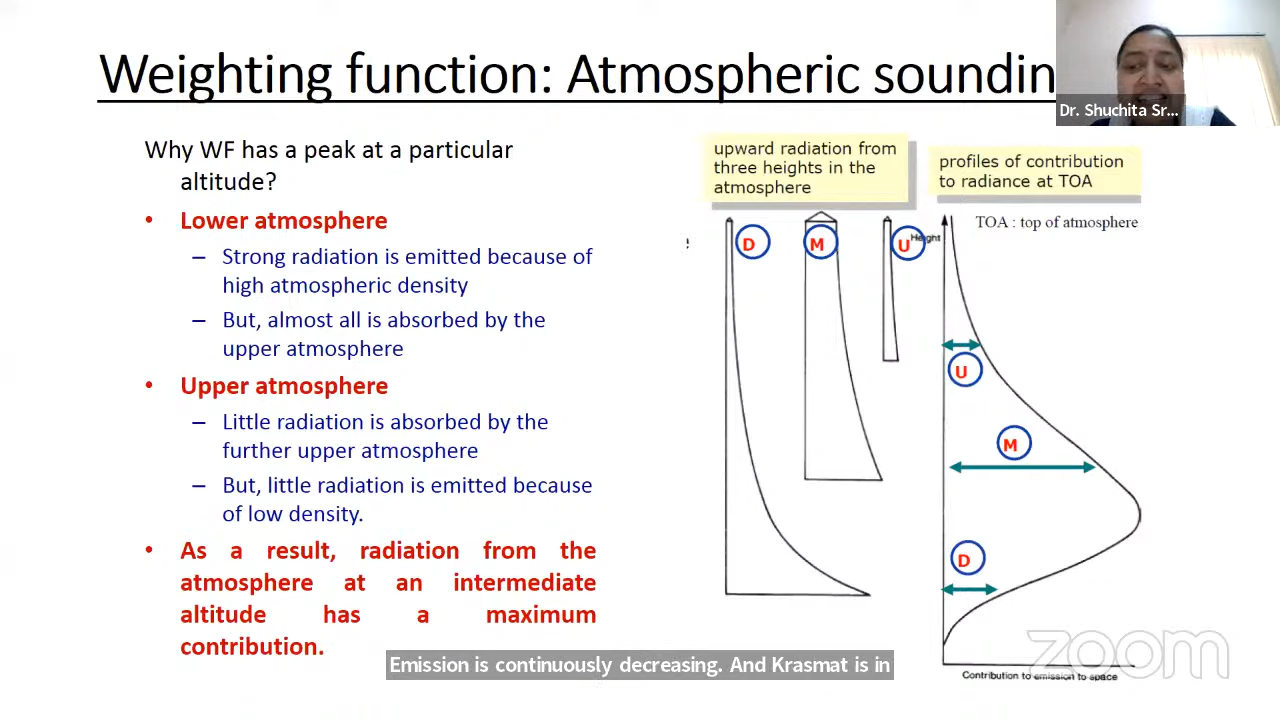 Weighting function: Atmospheric soundin
Dr. Shuchita Sr...
Why WF has a peak at a particular
altitude?
• Lower atmosphere
– Strong radiation is emitted because of
high atmospheric density
– But, almost all is absorbed by the
upper atmosphere
• Upper atmosphere
– Little radiation is absorbed by the
further upper atmosphere
– But, little radiation is emitted because
of low density.
• As a result, radiation from the
atmosphere at an intermediate
altitude has a maximum
contribution.
upward radiation from
three heights in the
atmosphere
D
M
U
profiles of contribution
to radiance at TOA
TOA : top of atmosphere
Height
U
M
D
Contribution to emission to space
Emission is continuously decreasing. And Krasmat is in
zoom